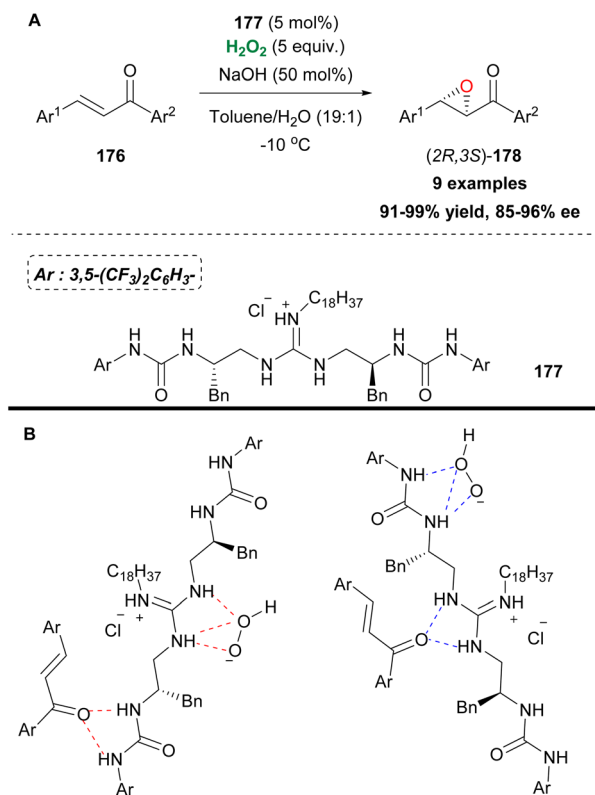 A
177 (5 mol%)
H₂O₂ (5 equiv.)
NaOH (50 mol%)
Toluene/H₂O (19:1)
-10 °C
O
Ar¹ Ar²
176
O O
Ar¹ Ar²
(2R,3S)-178
9 examples
91-99% yield, 85-96% ee
Ar : 3,5-(CF₃)₂C₆H₃-
Cl⁻ + C₁₈H₃₇
HN
H H H H
Ar N N N N N N Ar
H H
O Bn Bn O
177
B
Ar
HN
O
HN
Bn
C₁₈H₃₇
HN + NH
Cl⁻
NH
H
O
O⁻
Ar
O
Ar
Bn
HN
HN O
Ar
H
Ar O
NH O⁻
O NH
Bn
C₁₈H₃₇
Ar HN NH
+
O HN Cl⁻
Ar
Bn NH
O NH
Ar